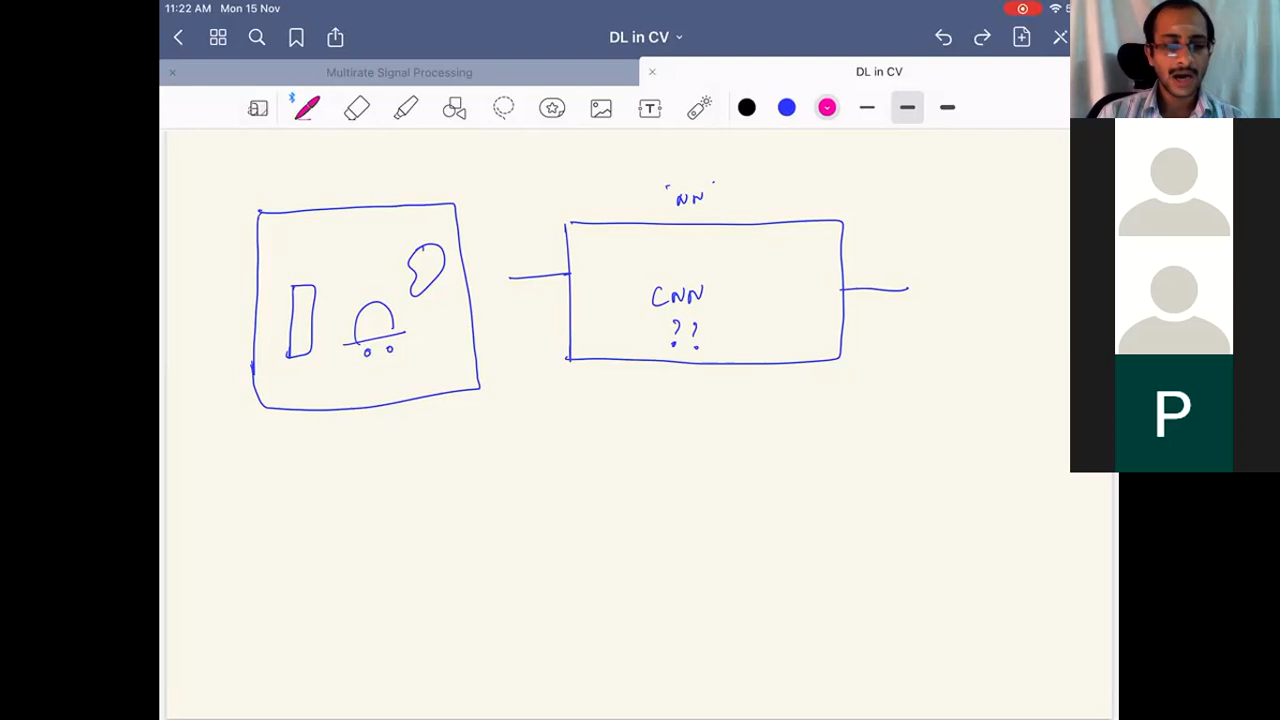 11:22 AM Mon 15 Nov
DL in CV
Multirate Signal Processing
DL in CV
T
"NN"
CNN
??
P